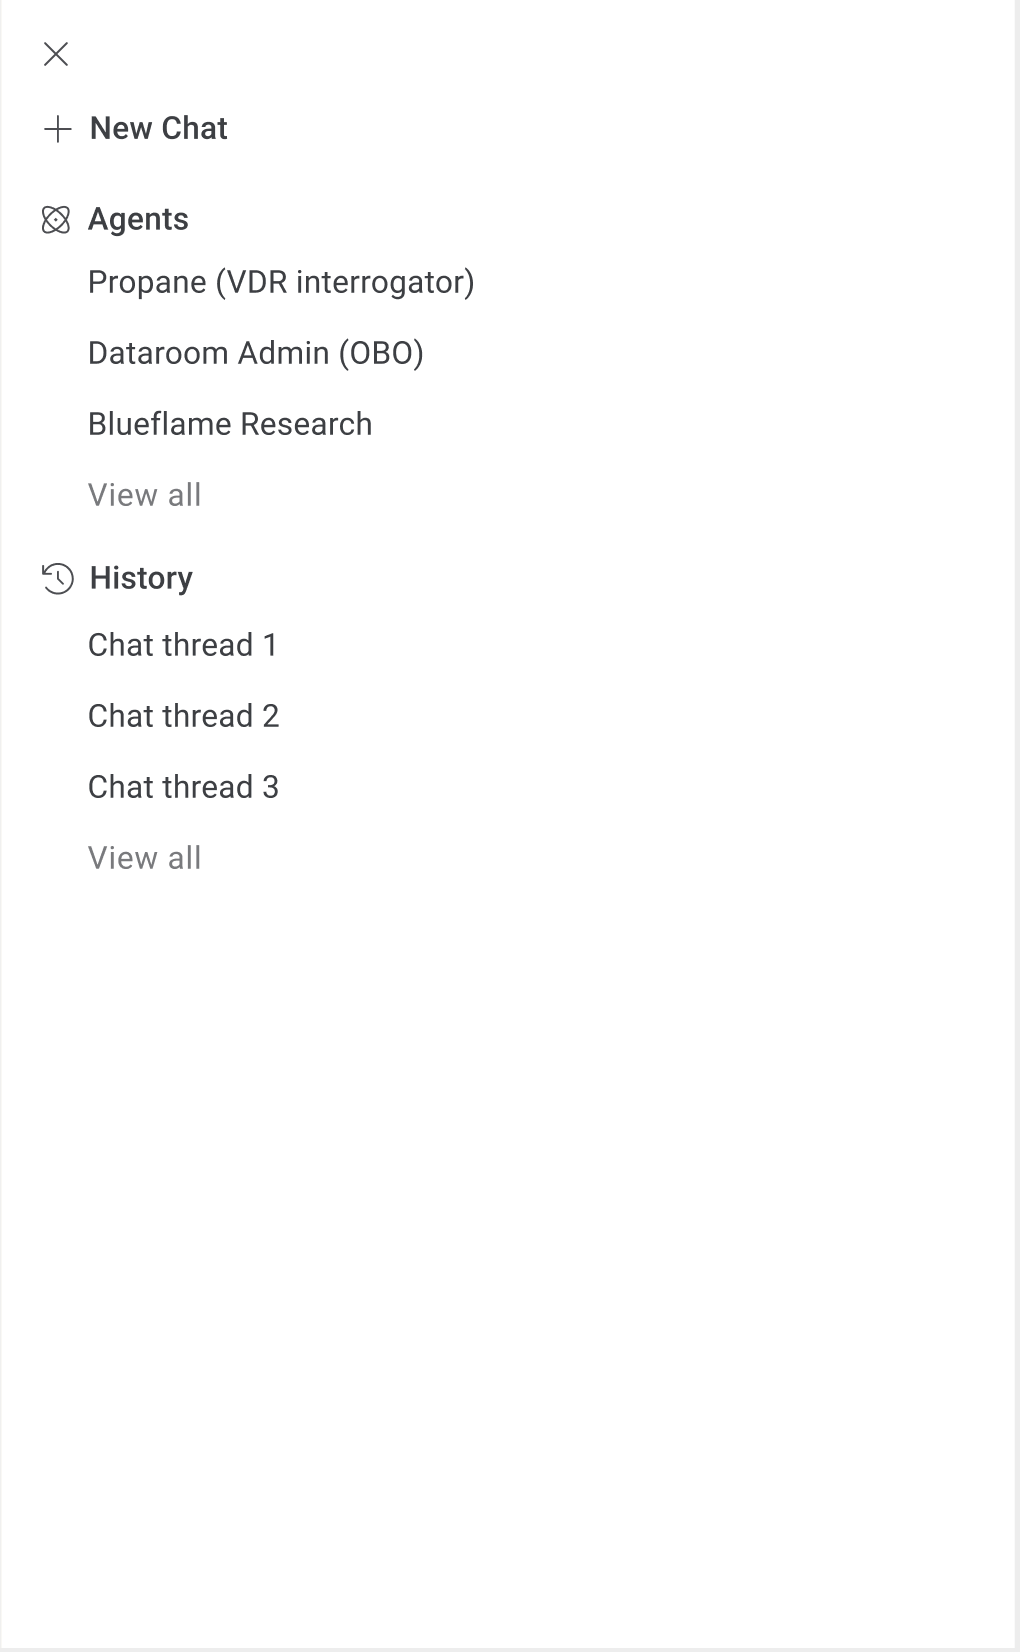 New Chat
Agents
Propane (VDR interrogator)
Dataroom Admin (OBO)
Blueflame Research
View all
History
Chat thread 1
Chat thread 2
Chat thread 3
View all